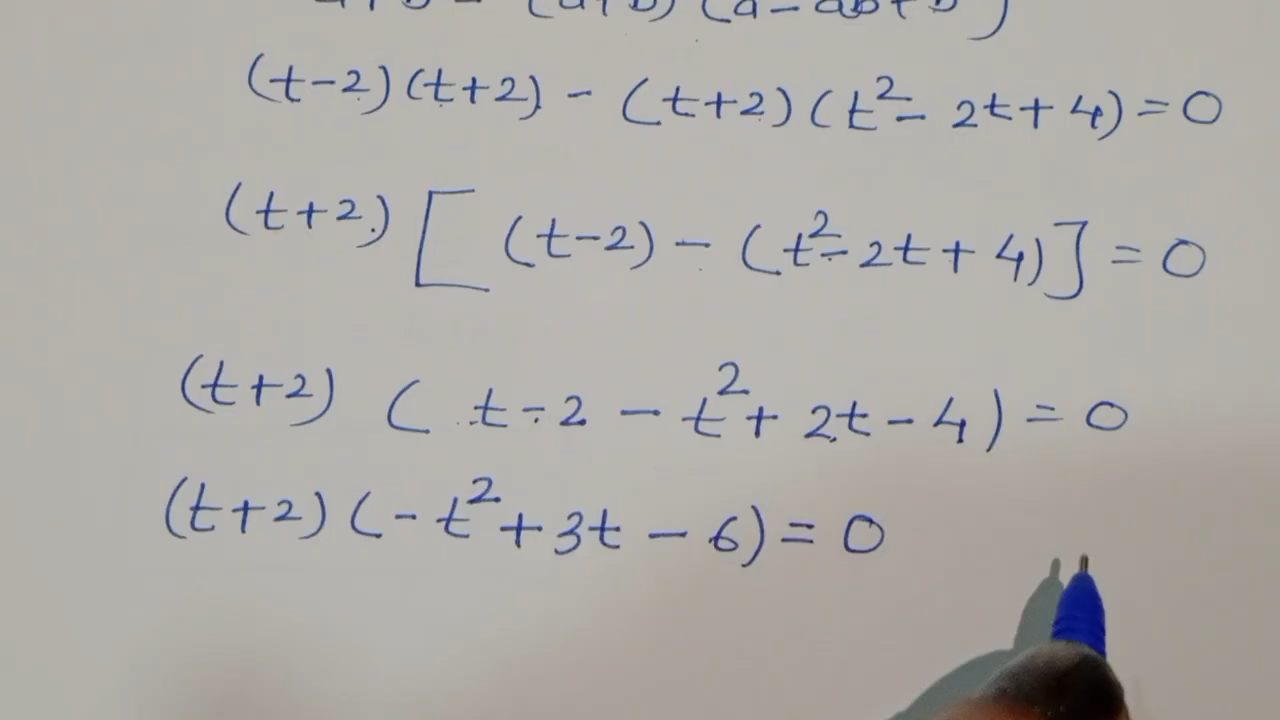 (t-2)(t+2) - (t+2)(t² - 2t + 4) = 0
(t+2) [ (t-2) - (t² - 2t + 4) ] = 0
(t+2) ( t - 2 - t² + 2t - 4 ) = 0
(t+2) ( - t² + 3t - 6 ) = 0